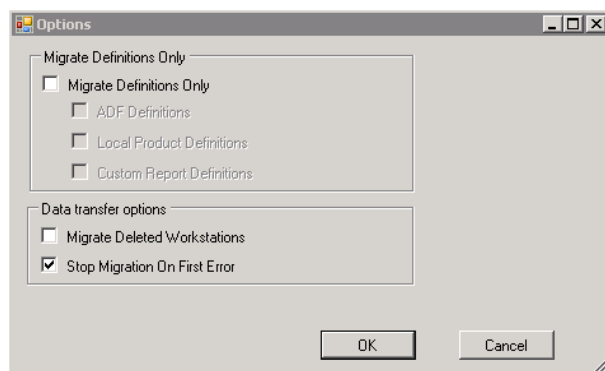 Options
Migrate Definitions Only
Migrate Definitions Only
ADF Definitions
Local Product Definitions
Custom Report Definitions
Data transfer options
Migrate Deleted Workstations
Stop Migration On First Error
OK Cancel